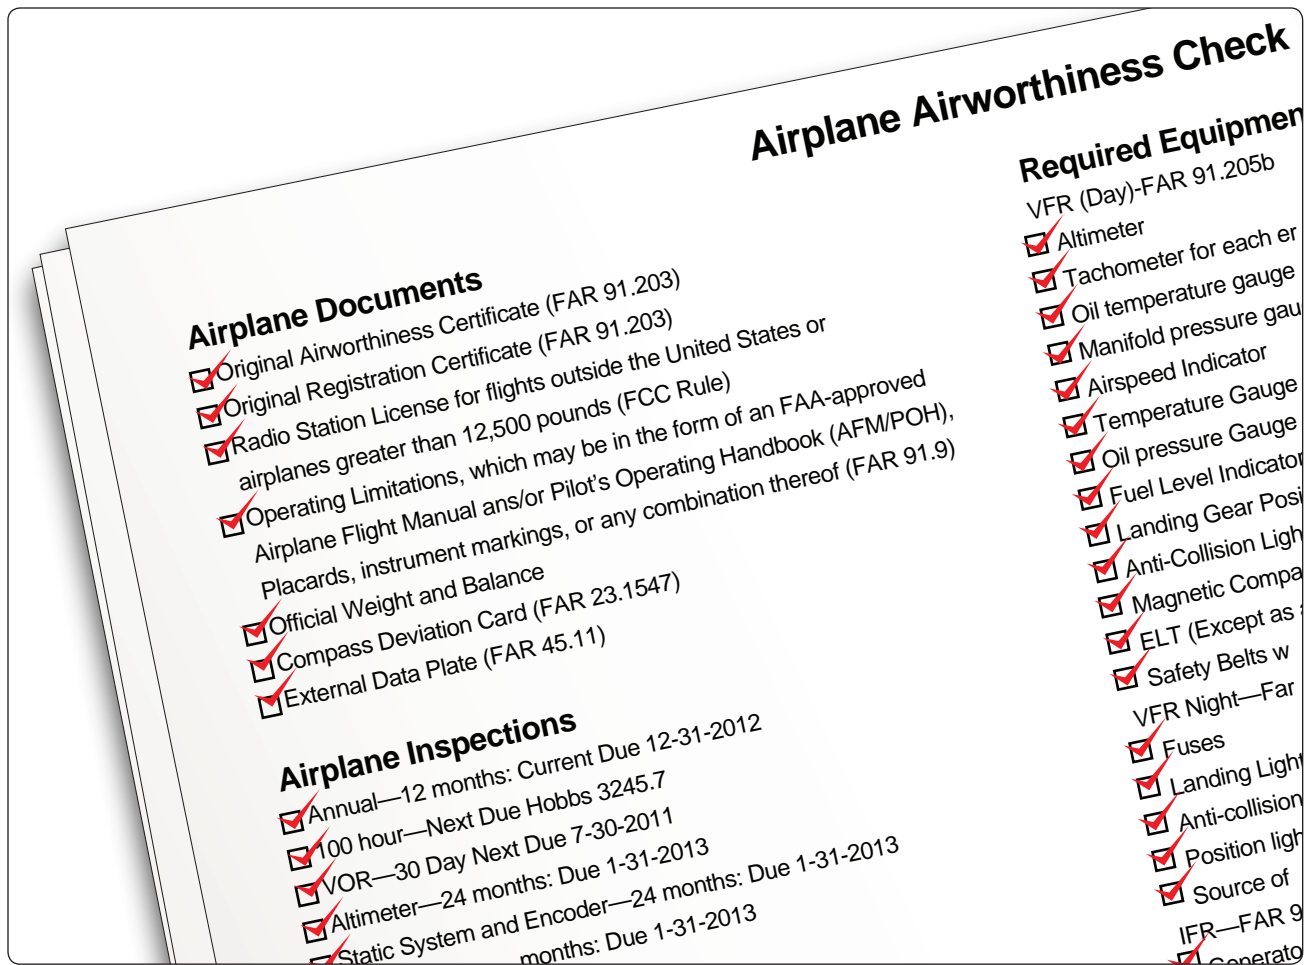 Airplane Airworthiness Check
Airplane Documents
Original Airworthiness Certificate (FAR 91.203)
Original Registration Certificate (FAR 91.203)
Radio Station License for flights outside the United States or
airplanes greater than 12,500 pounds (FCC Rule)
Operating Limitations, which may be in the form of an FAA-approved
Airplane Flight Manual ans/or Pilot’s Operating Handbook (AFM/POH),
Placards, instrument markings, or any combination thereof (FAR 91.9)
Official Weight and Balance
Compass Deviation Card (FAR 23.1547)
External Data Plate (FAR 45.11)
Airplane Inspections
Annual—12 months: Current Due 12-31-2012
100 hour—Next Due Hobbs 3245.7
VOR—30 Day Next Due 7-30-2011
Altimeter—24 months: Due 1-31-2013
Static System and Encoder—24 months: Due 1-31-2013
months: Due 1-31-2013
Required Equipmen
VFR (Day)-FAR 91.205b
Altimeter
Tachometer for each er
Oil temperature gauge
Manifold pressure gau
Airspeed Indicator
Temperature Gauge
Oil pressure Gauge
Fuel Level Indicator
Landing Gear Posi
Anti-Collision Ligh
Magnetic Compa
ELT (Except as
Safety Belts w
VFR Night—Far
Fuses
Landing Light
Anti-collision
Position ligh
Source of
IFR—FAR 9
Generato